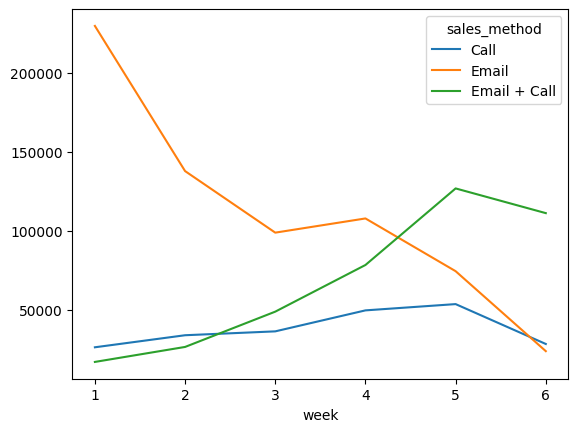 sales_method
Call
Email
Email + Call
200000
150000
100000
50000
1 2 3 4 5 6
week